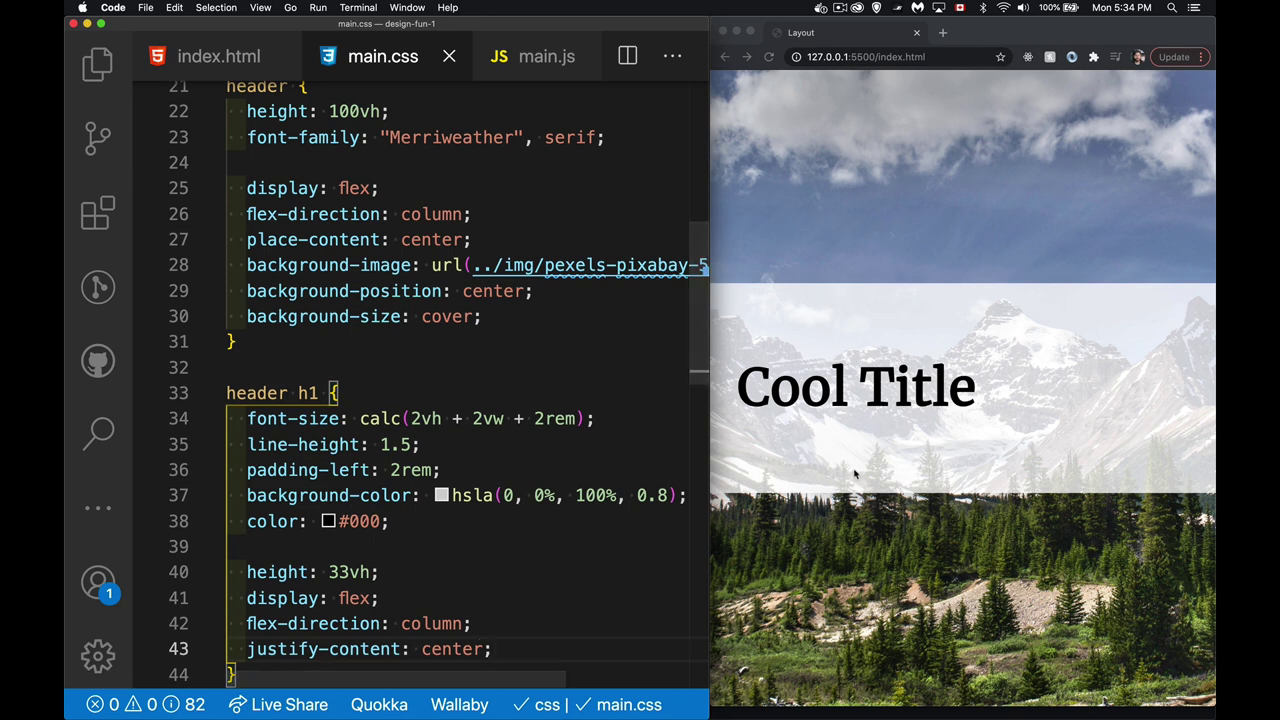 Code File Edit Selection View Go Run Terminal Window Help 100% Mon 5:34 PM
main.css — design-fun-1
index.html main.css JS main.js
21 header {
22 height: 100vh;
23 font-family: "Merriweather", serif;
24
25 display: flex;
26 flex-direction: column;
27 place-content: center;
28 background-image: url(../img/pexels-pixabay-5
29 background-position: center;
30 background-size: cover;
31 }
32
33 header h1 {
34 font-size: calc(2vh + 2vw + 2rem);
35 line-height: 1.5;
36 padding-left: 2rem;
37 background-color: hsla(0, 0%, 100%, 0.8);
38 color: #000;
39
40 height: 33vh;
41 display: flex;
42 flex-direction: column;
43 justify-content: center;
44 }
1
0 0 82 Live Share Quokka Wallaby css | main.css
Layout
127.0.0.1:5500/index.html Update
Cool Title